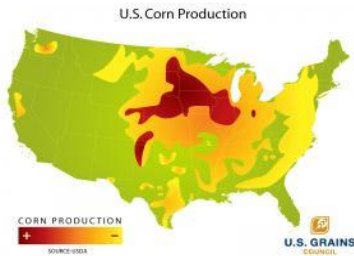 U.S. Corn Production
CORN PRODUCTION
+ −
SOURCE-USDA
U.S. GRAINS
COUNCIL